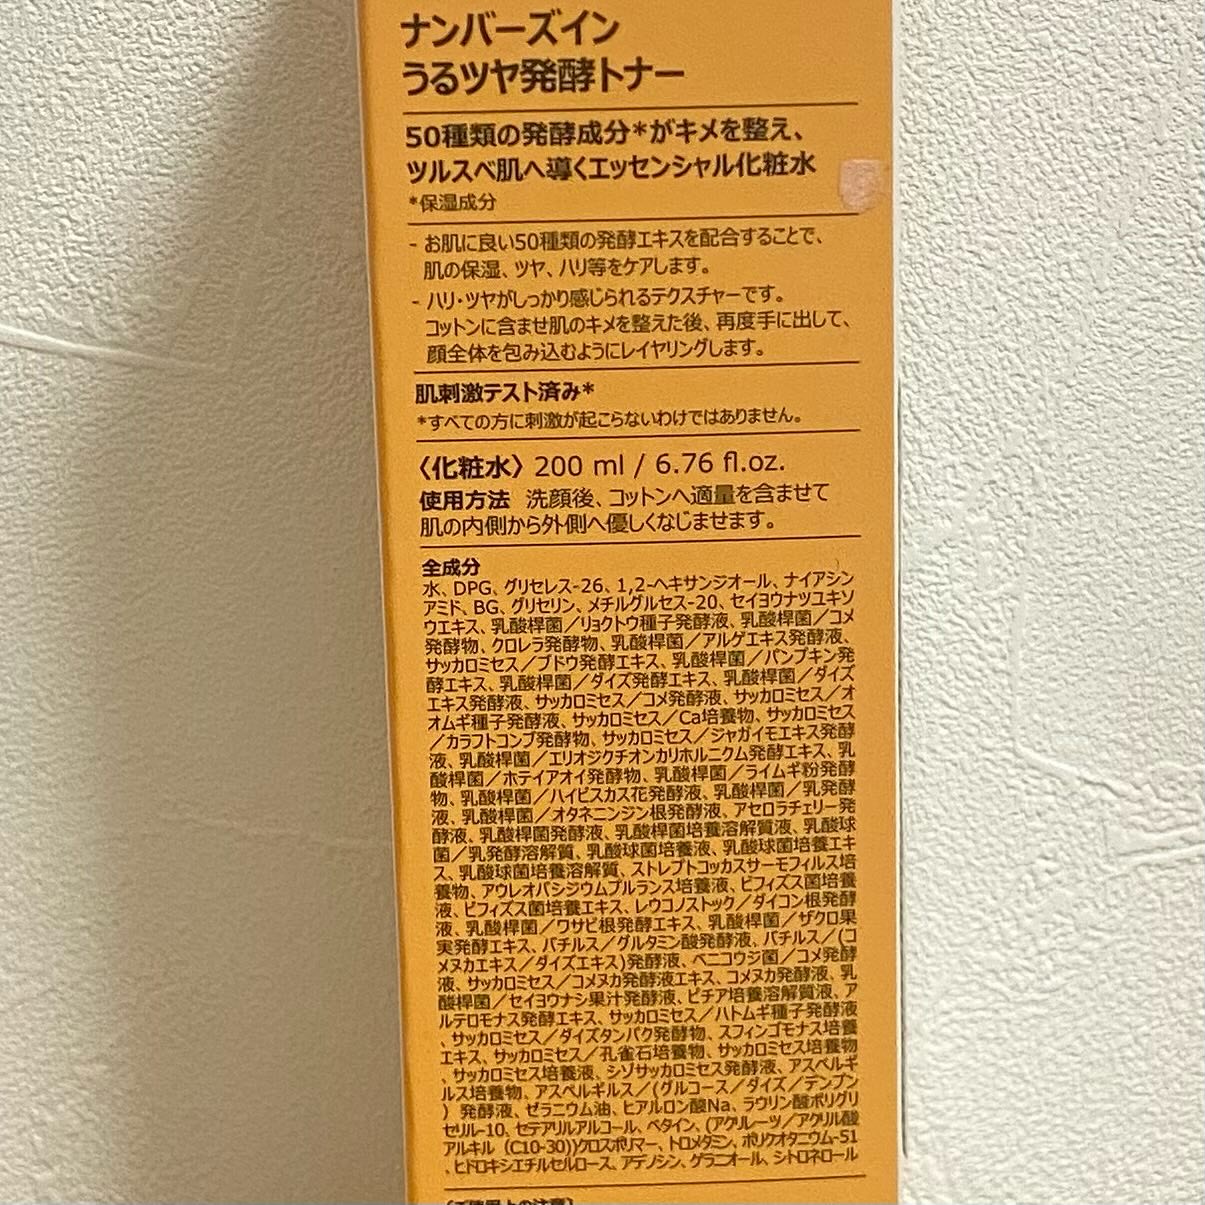 ナンバーズイン
うるツヤ発酵トナー
50種類の発酵成分*がキメを整え、
ツルスベ肌へ導くエッセンシャル化粧水
*保湿成分
- お肌に良い50種類の発酵エキスを配合することで、
肌の保湿、ツヤ、ハリ等をケアします。
- ハリ・ツヤがしっかり感じられるテクスチャーです。
コットンに含ませ肌のキメを整えた後、再度手に出して、
顔全体を包み込むようにレイヤリングします。
肌刺激テスト済み*
*すべての方に刺激が起こらないわけではありません。
〈化粧水〉 200 ml / 6.76 fl.oz.
使用方法 洗顔後、コットンへ適量を含ませて
肌の内側から外側へ優しくなじませます。
全成分
水、DPG、グリセレス-26、1,2-ヘキサンジオール、ナイアシン
アミド、BG、グリセリン、メチルグルセス-20、セイヨウナツユキソ
ウエキス、乳酸桿菌／リョクトウ種子発酵液、乳酸桿菌／コメ
発酵物、クロレラ発酵物、乳酸桿菌／アルゲエキス発酵液、
サッカロミセス／ブドウ発酵エキス、乳酸桿菌／パンプキン発
酵エキス、乳酸桿菌／ダイズ発酵エキス、乳酸桿菌／ダイズ
エキス発酵液、サッカロミセス／コメ発酵液、サッカロミセス／オ
オムギ種子発酵液、サッカロミセス／Ca培養物、サッカロミセス
／カラフトコンブ発酵物、サッカロミセス／ジャガイモエキス発酵
液、乳酸桿菌／エリオジクチオンカリホルニクム発酵エキス、乳
酸桿菌／ホテイアオイ発酵物、乳酸桿菌／ライムギ粉発酵
物、乳酸桿菌／ハイビスカス花発酵液、乳酸桿菌／乳発酵
液、乳酸桿菌／オタネニンジン根発酵液、アセロラチェリー発
酵液、乳酸桿菌発酵液、乳酸桿菌培養溶解質液、乳酸球
菌／乳発酵溶解質、乳酸球菌培養液、乳酸球菌培養エキ
ス、乳酸球菌培養溶解質、ストレプトコッカスサーモフィルス培
養物、アウレオバシジウムプルランス培養液、ビフィズス菌培養
液、ビフィズス菌培養エキス、レウコノストック／ダイコン根発酵
液、乳酸桿菌／ワサビ根発酵エキス、乳酸桿菌／ザクロ果
実発酵エキス、バチルス／グルタミン酸発酵液、バチルス／(コ
メヌカエキス／ダイズエキス)発酵液、ベニコウジ菌／コメ発酵
液、サッカロミセス／コメヌカ発酵液エキス、コメヌカ発酵液、乳
酸桿菌／セイヨウナシ果汁発酵液、ピチア培養溶解質液、ア
ルテロモナス発酵エキス、サッカロミセス／ハトムギ種子発酵液
、サッカロミセス／ダイズタンパク発酵物、スフィンゴモナス培養
エキス、サッカロミセス／孔雀石培養物、サッカロミセス培養物
、サッカロミセス培養液、シゾサッカロミセス発酵液、アスペルギ
ルス培養物、アスペルギルス／(グルコース／ダイズ／デンプン
) 発酵液、ゼラニウム油、ヒアルロン酸Na、ラウリン酸ポリグリ
セリル-10、セテアリルアルコール、ベタイン、(アクリレーツ／アクリル酸
アルキル (C10-30))クロスポリマー、トロメタミン、ポリクオタニウム-51
、ヒドロキシエチルセルロース、アデノシン、ゲラニオール、シトロネロール